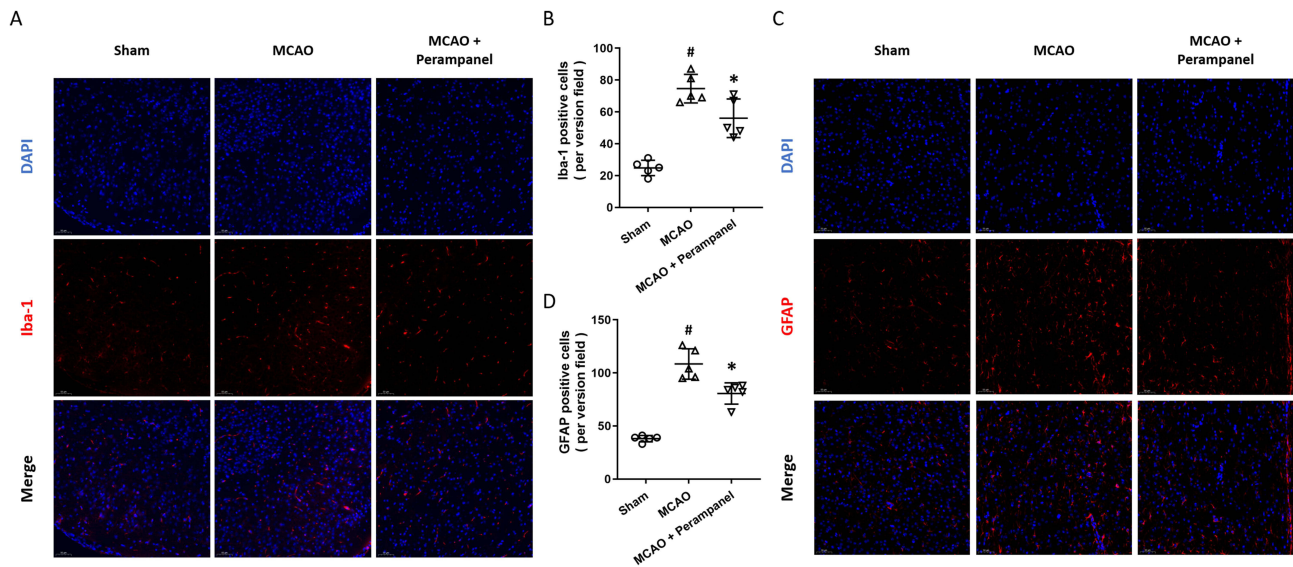 A
Sham
MCAO
MCAO +
Perampanel
DAPI
Iba-1
Merge
B
Iba-1 positive cells
( per version field )
100
80
60
40
20
0
#
*
Sham
MCAO
MCAO + Perampanel
D
GFAP positive cells
( per version field )
150
100
50
0
#
*
Sham
MCAO
MCAO + Perampanel
C
Sham
MCAO
MCAO +
Perampanel
DAPI
GFAP
Merge